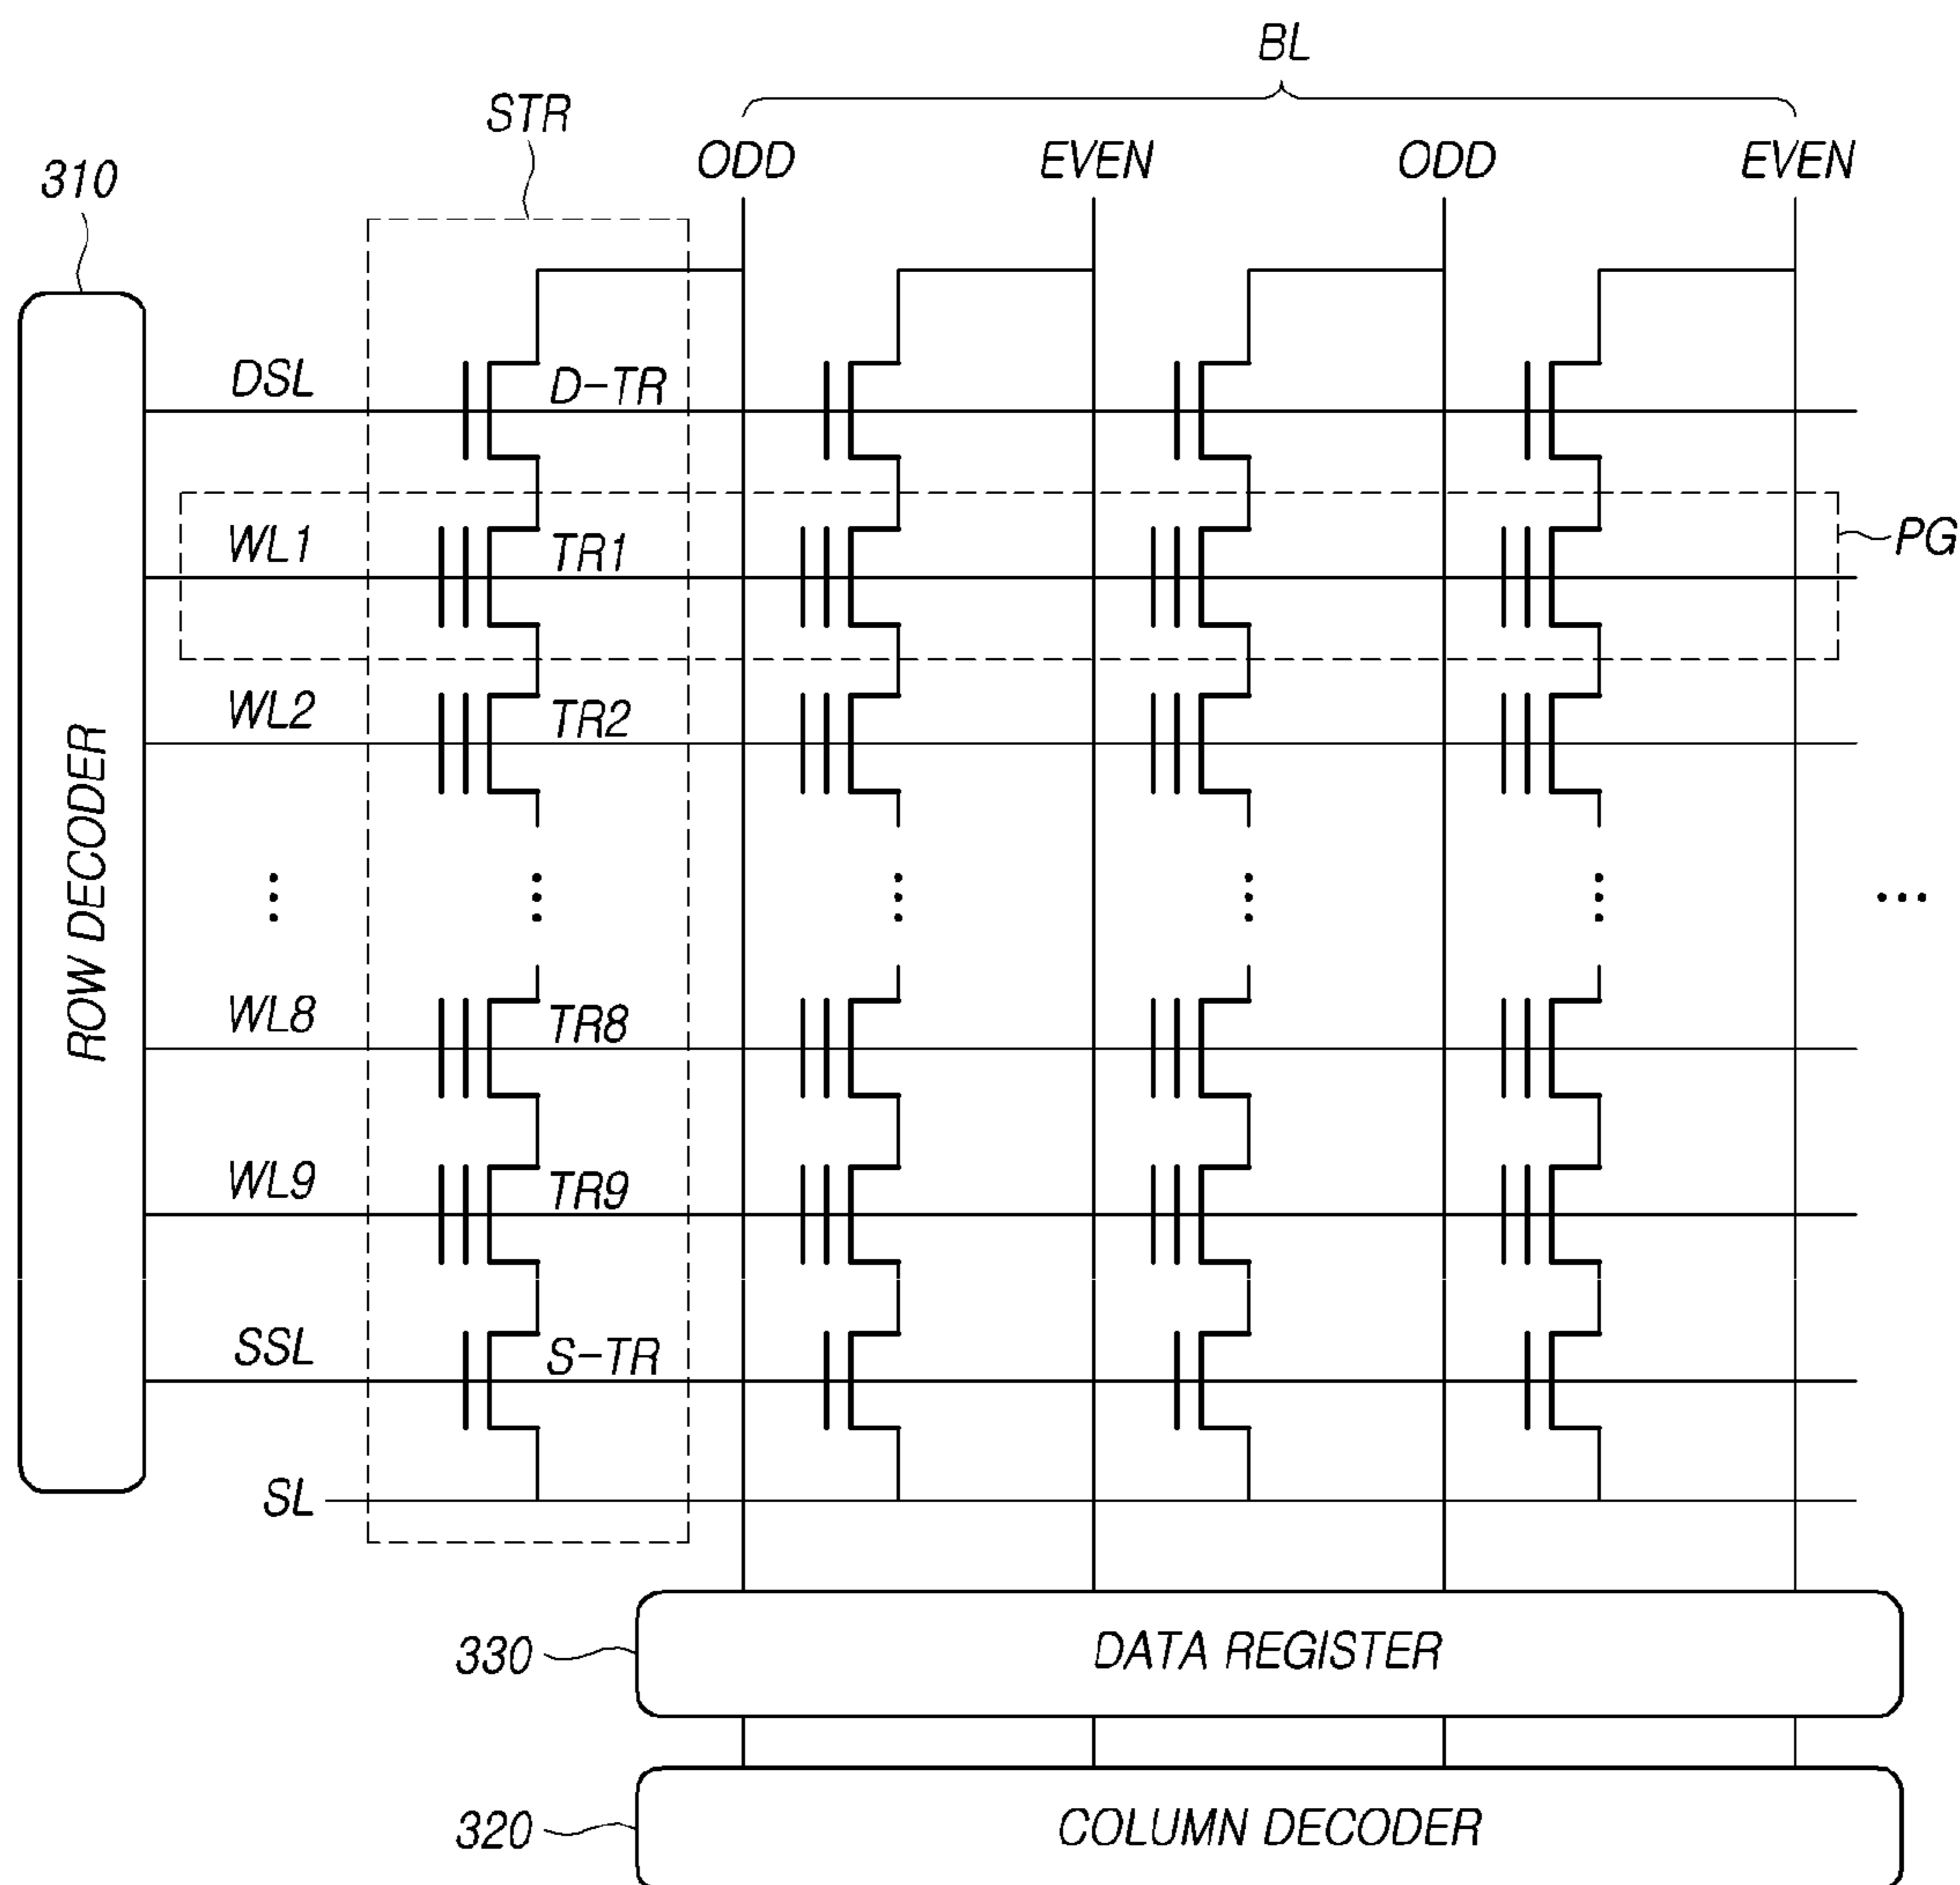 BL
STR
ODD EVEN ODD EVEN
310
DSL D-TR
WL1 TR1 PG
WL2 TR2
ROW DECODER
WL8 TR8
WL9 TR9
SSL S-TR
SL
330 DATA REGISTER
320 COLUMN DECODER